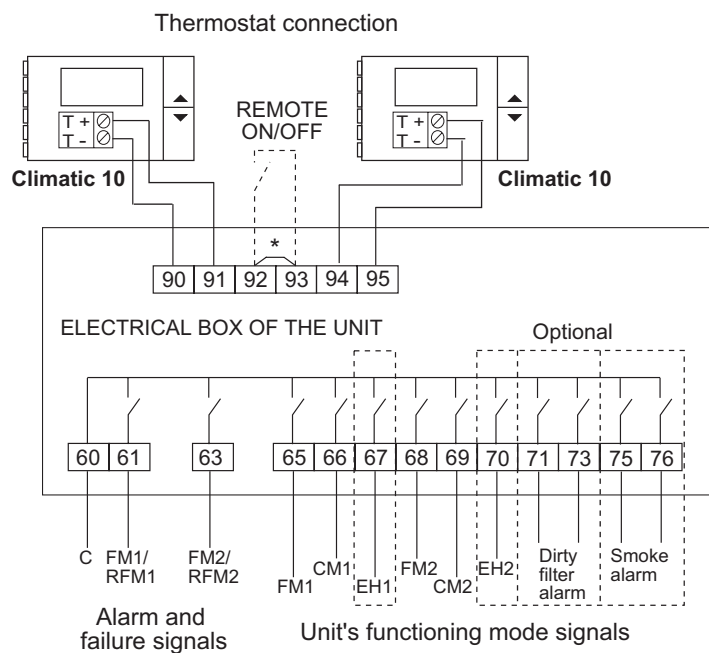 Thermostat connection
T +
T -
REMOTE
ON/OFF
T +
T -
Climatic 10
Climatic 10
*
90 91 92 93 94 95
ELECTRICAL BOX OF THE UNIT
Optional
60 61 63 65 66 67 68 69 70 71 73 75 76
C
FM1/
RFM1
FM2/
RFM2
FM1
CM1
EH1
FM2
CM2
EH2
Dirty
filter
alarm
Smoke
alarm
Alarm and
failure signals
Unit's functioning mode signals